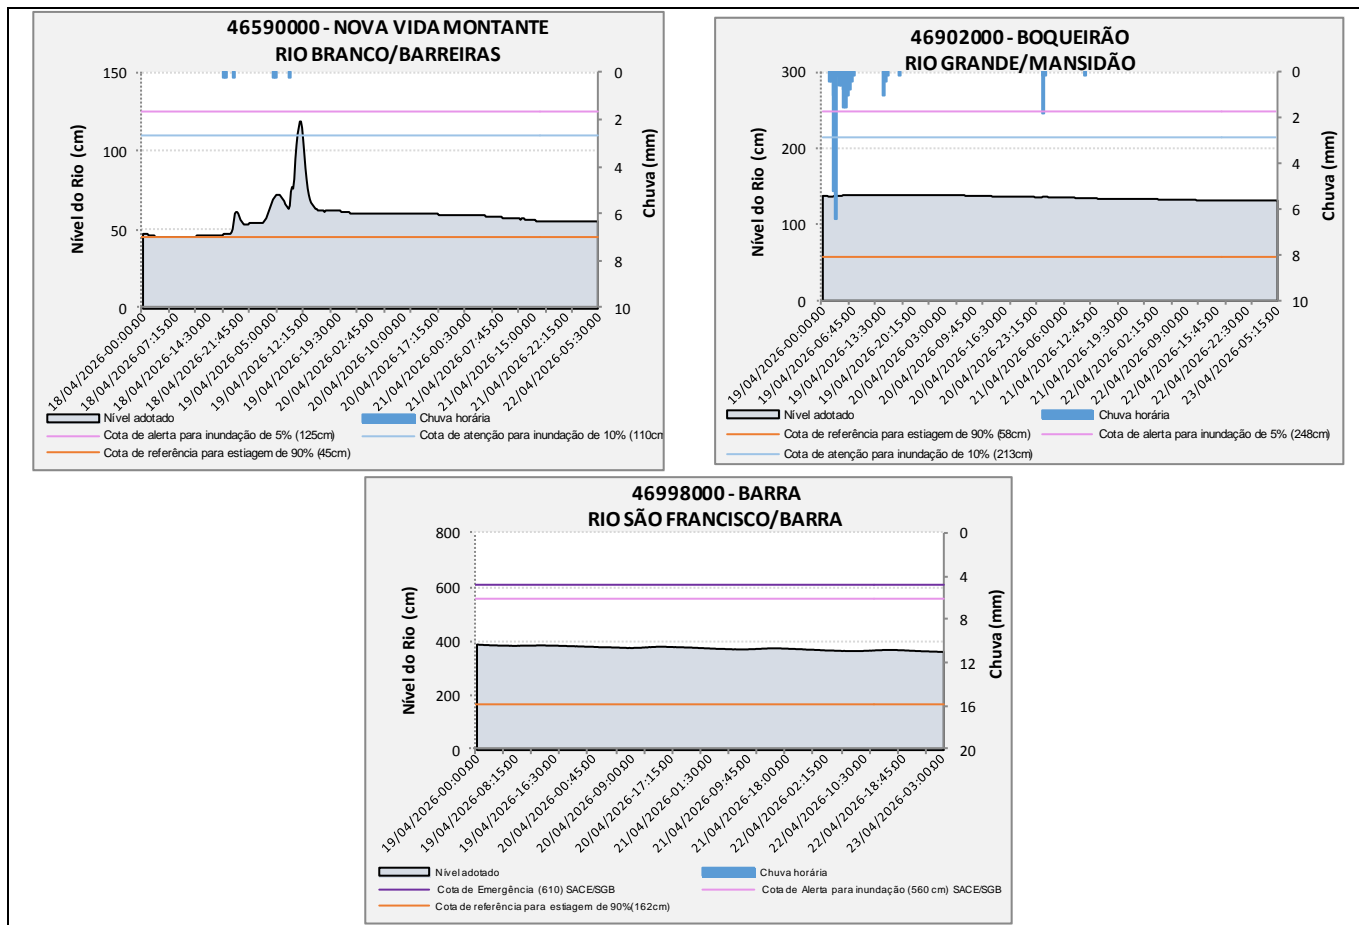 46590000 - NOVA VIDA MONTANTE
RIO BRANCO/BARREIRAS
150
100
50
0
Nível do Rio (cm)
0
2
4
6
8
10
Chuva (mm)
18/04/2026-00:00:00
18/04/2026-07:15:00
18/04/2026-14:30:00
18/04/2026-21:45:00
19/04/2026-05:00:00
19/04/2026-12:15:00
19/04/2026-19:30:00
20/04/2026-02:45:00
20/04/2026-10:00:00
20/04/2026-17:15:00
21/04/2026-00:30:00
21/04/2026-07:45:00
21/04/2026-15:00:00
21/04/2026-22:15:00
22/04/2026-05:30:00
Nível adotado
Chuva horária
Cota de alerta para inundação de 5% (125cm)
Cota de atenção para inundação de 10% (110cm
Cota de referência para estiagem de 90% (45cm)
46902000 - BOQUEIRÃO
RIO GRANDE/MANSIDÃO
300
200
100
0
Nível do Rio (cm)
0
2
4
6
8
10
Chuva (mm)
19/04/2026-00:00:00
19/04/2026-06:45:00
19/04/2026-13:30:00
19/04/2026-20:15:00
20/04/2026-03:00:00
20/04/2026-09:45:00
20/04/2026-16:30:00
20/04/2026-23:15:00
21/04/2026-06:00:00
21/04/2026-12:45:00
21/04/2026-19:30:00
22/04/2026-02:15:00
22/04/2026-09:00:00
22/04/2026-15:45:00
22/04/2026-22:30:00
23/04/2026-05:15:00
Nível adotado
Chuva horária
Cota de referência para estiagem de 90% (58cm)
Cota de alerta para inundação de 5% (248cm)
Cota de atenção para inundação de 10% (213cm)
46998000 - BARRA
RIO SÃO FRANCISCO/BARRA
800
600
400
200
0
Nível do Rio (cm)
0
4
8
12
16
20
Chuva (mm)
19/04/2026-00:00:00
19/04/2026-08:15:00
19/04/2026-16:30:00
20/04/2026-00:45:00
20/04/2026-09:00:00
20/04/2026-17:15:00
21/04/2026-01:30:00
21/04/2026-09:45:00
21/04/2026-18:00:00
22/04/2026-02:15:00
22/04/2026-10:30:00
22/04/2026-18:45:00
23/04/2026-03:00:00
Nível adotado
Chuva horária
Cota de Emergência (610) SACE/SGB
Cota de Alerta para inundação (560 cm) SACE/SGB
Cota de referência para estiagem de 90%(162cm)